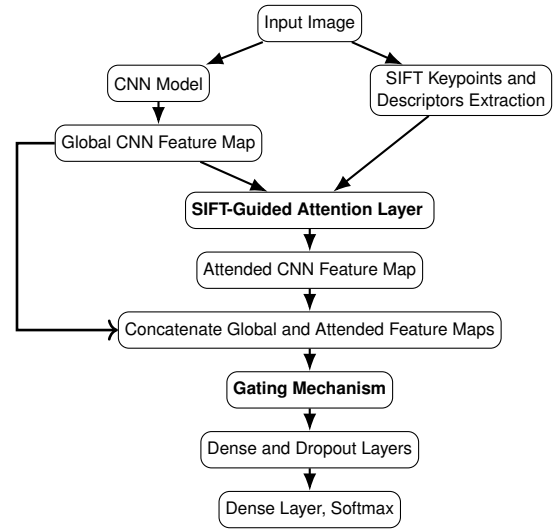 Input Image
CNN Model
SIFT Keypoints and
Descriptors Extraction
Global CNN Feature Map
SIFT-Guided Attention Layer
Attended CNN Feature Map
Concatenate Global and Attended Feature Maps
Gating Mechanism
Dense and Dropout Layers
Dense Layer, Softmax